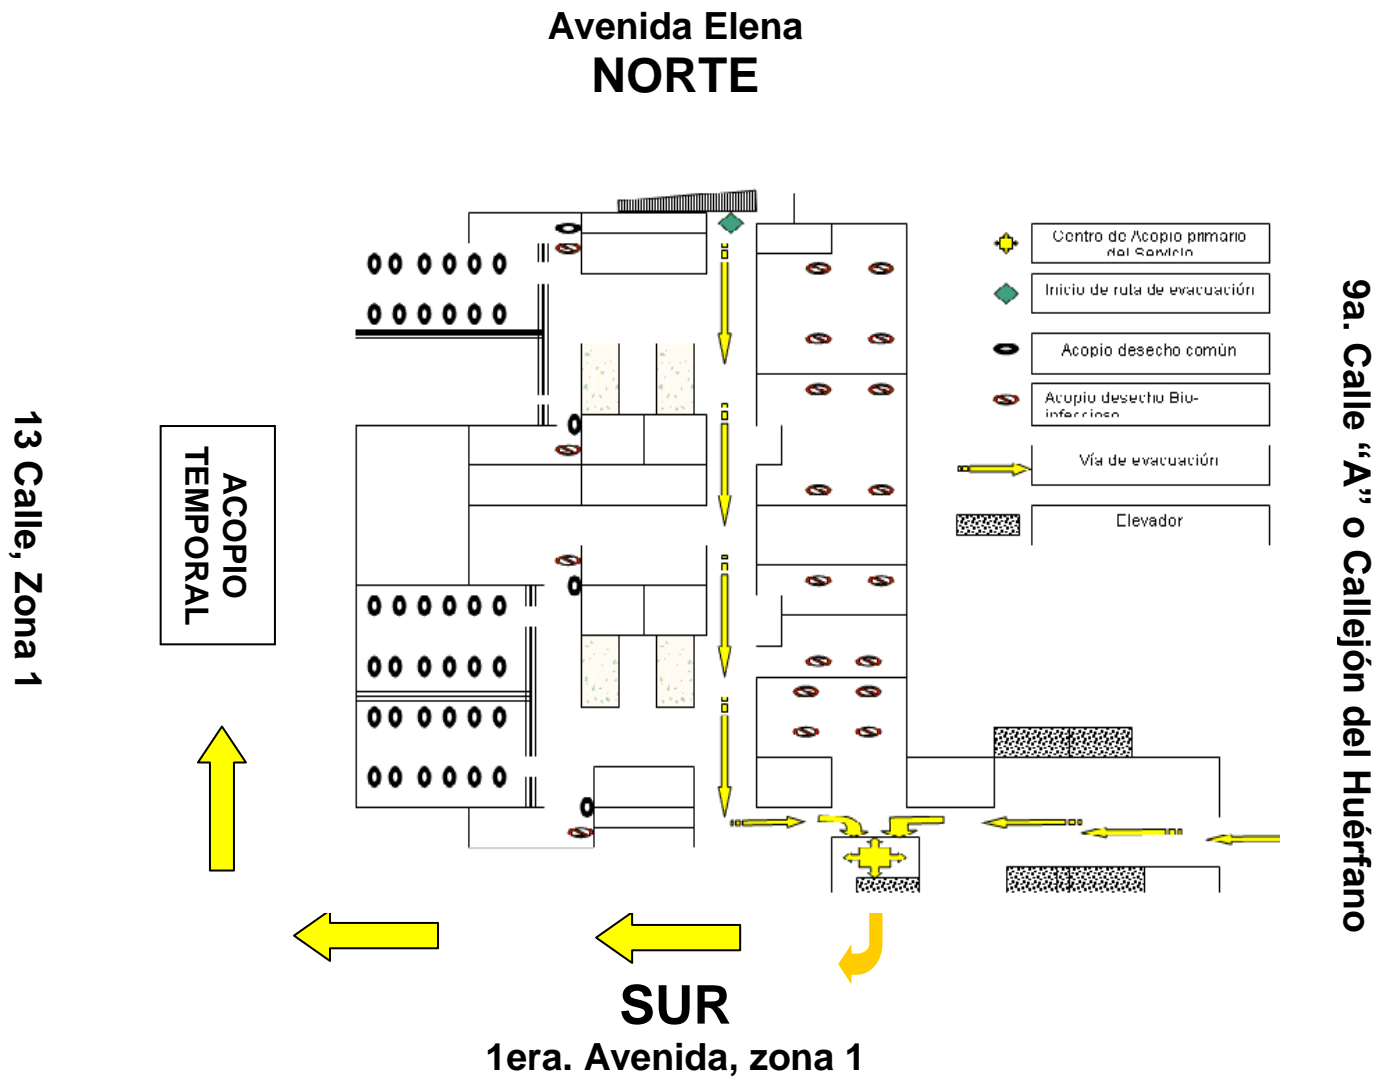 Avenida Elena
NORTE
Centro de Acopio primario
del Servicio
Inicio de ruta de evacuación
Acopio desecho común
Acopio desecho Bio-
infeccioso
Vía de evacuación
Elevador
9a. Calle “A” o Callejón del Huérfano
13 Calle, Zona 1
ACOPIO
TEMPORAL
SUR
1era. Avenida, zona 1